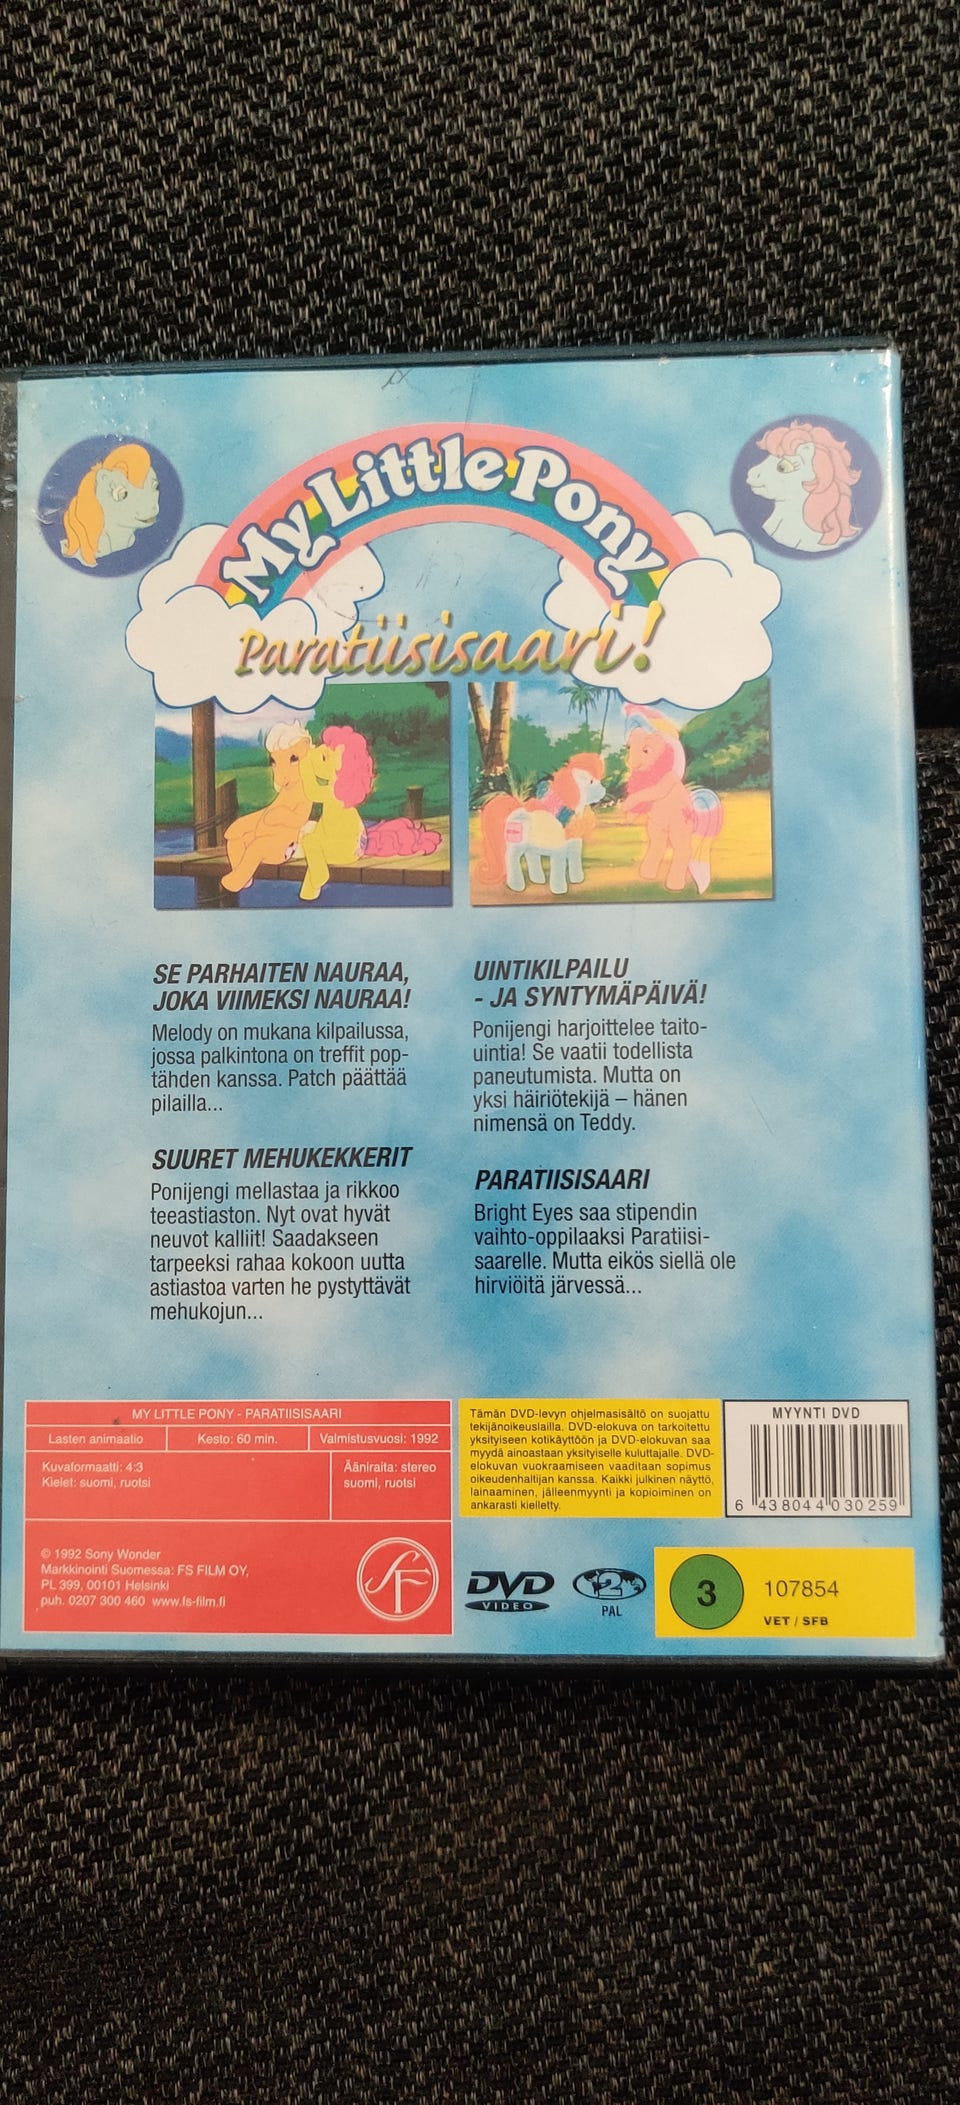 My Little Pony
Paratiisisaari!
SE PARHAITEN NAURAA,
JOKA VIIMEKSI NAURAA!
Melody on mukana kilpailussa,
jossa palkintona on treffit pop-
tähden kanssa. Patch päättää
pilailla...
SUURET MEHUKEKKERIT
Ponijengi mellastaa ja rikkoo
teeastiaston. Nyt ovat hyvät
neuvot kalliit! Saadakseen
tarpeeksi rahaa kokoon uutta
astiastoa varten he pystyttävät
mehukojun...
UINTIKILPAILU
- JA SYNTYMÄPÄIVÄ!
Ponijengi harjoittelee taito-
uintia! Se vaatii todellista
paneutumista. Mutta on
yksi häiriötekijä – hänen
nimensä on Teddy.
PARATIISISAARI
Bright Eyes saa stipendin
vaihto-oppilaaksi Paratiisi-
saarelle. Mutta eikös siellä ole
hirviöitä järvessä...
MY LITTLE PONY - PARATIISISAARI
Lasten animaatio
Kesto: 60 min.
Valmistusvuosi: 1992
Kuvaformaatti: 4:3
Kielet: suomi, ruotsi
Ääniraita: stereo
suomi, ruotsi
© 1992 Sony Wonder
Markkinointi Suomessa: FS FILM OY,
PL 399, 00101 Helsinki
puh. 0207 300 460 www.fs-film.fi
SF
Tämän DVD-levyn ohjelmasisältö on suojattu
tekijänoikeuslailla. DVD-elokuva on tarkoitettu
yksityiseen kotikäyttöön ja DVD-elokuvan saa
myydä ainoastaan yksityiselle kuluttajalle. DVD-
elokuvan vuokraamiseen vaaditaan sopimus
oikeudenhaltijan kanssa. Kaikki julkinen näyttö,
lainaaminen, jälleenmyynti ja kopioiminen on
ankarasti kielletty.
MYYNTI DVD
6 438044 030259
DVD
VIDEO
2
PAL
3
107854
VET / SFB